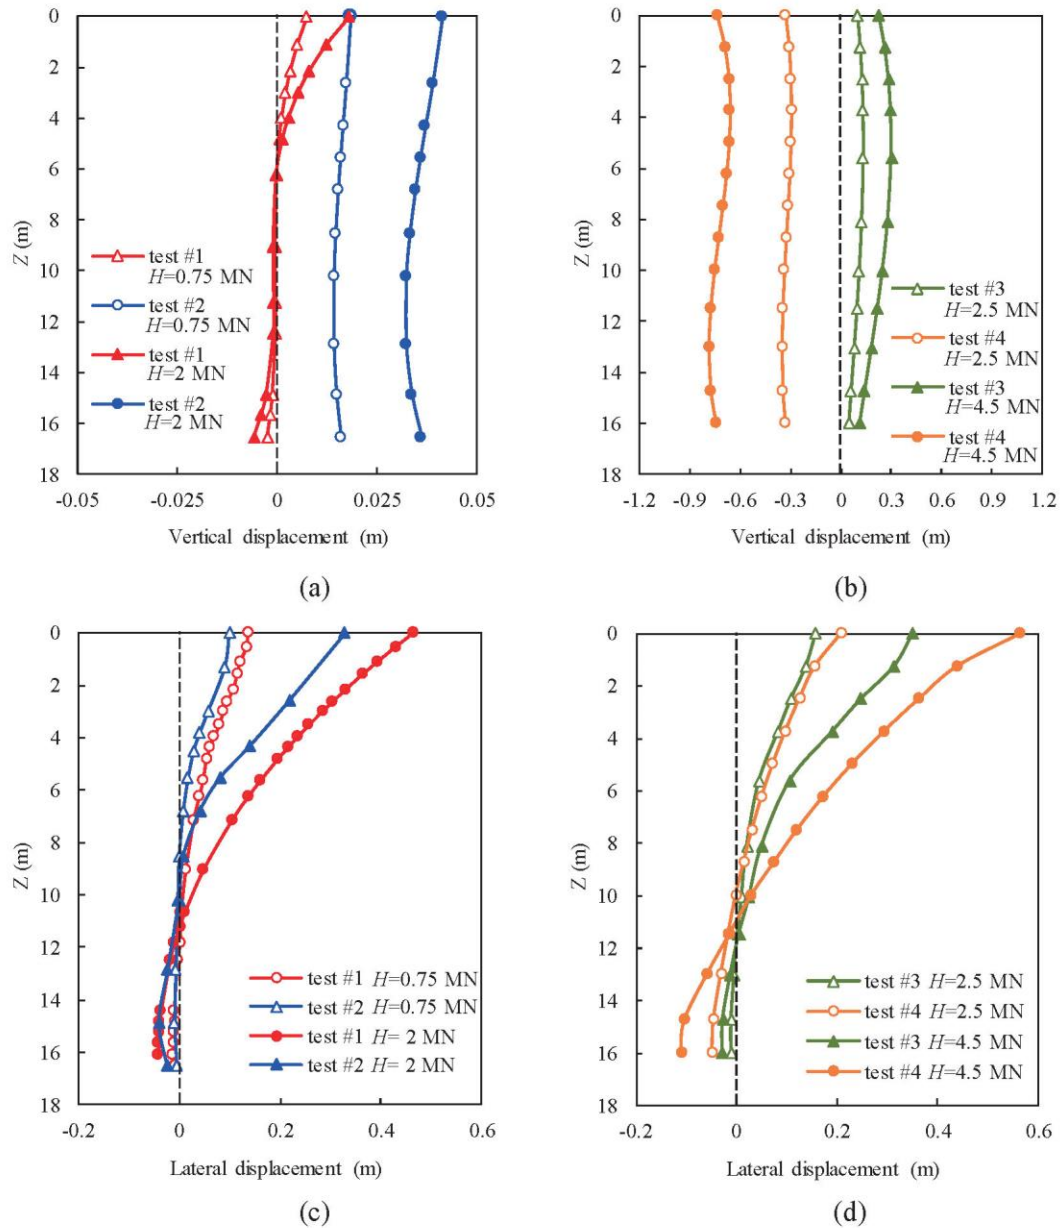 0
2
4
6
8
10
12
14
16
18
Z (m)
test #1
H=0.75 MN
test #2
H=0.75 MN
test #1
H=2 MN
test #2
H=2 MN
-0.05 -0.025 0 0.025 0.05
Vertical displacement (m)
(a)
0
2
4
6
8
10
12
14
16
18
Z (m)
test #3
H=2.5 MN
test #4
H=2.5 MN
test #3
H=4.5 MN
test #4
H=4.5 MN
-1.2 -0.9 -0.6 -0.3 0 0.3 0.6 0.9 1.2
Vertical displacement (m)
(b)
0
2
4
6
8
10
12
14
16
18
Z (m)
test #1 H=0.75 MN
test #2 H=0.75 MN
test #1 H= 2 MN
test #2 H= 2 MN
-0.2 0 0.2 0.4 0.6
Lateral displacement (m)
(c)
0
2
4
6
8
10
12
14
16
18
Z (m)
test #3 H=2.5 MN
test #4 H=2.5 MN
test #3 H=4.5 MN
test #4 H=4.5 MN
-0.2 0 0.2 0.4 0.6
Lateral displacement (m)
(d)